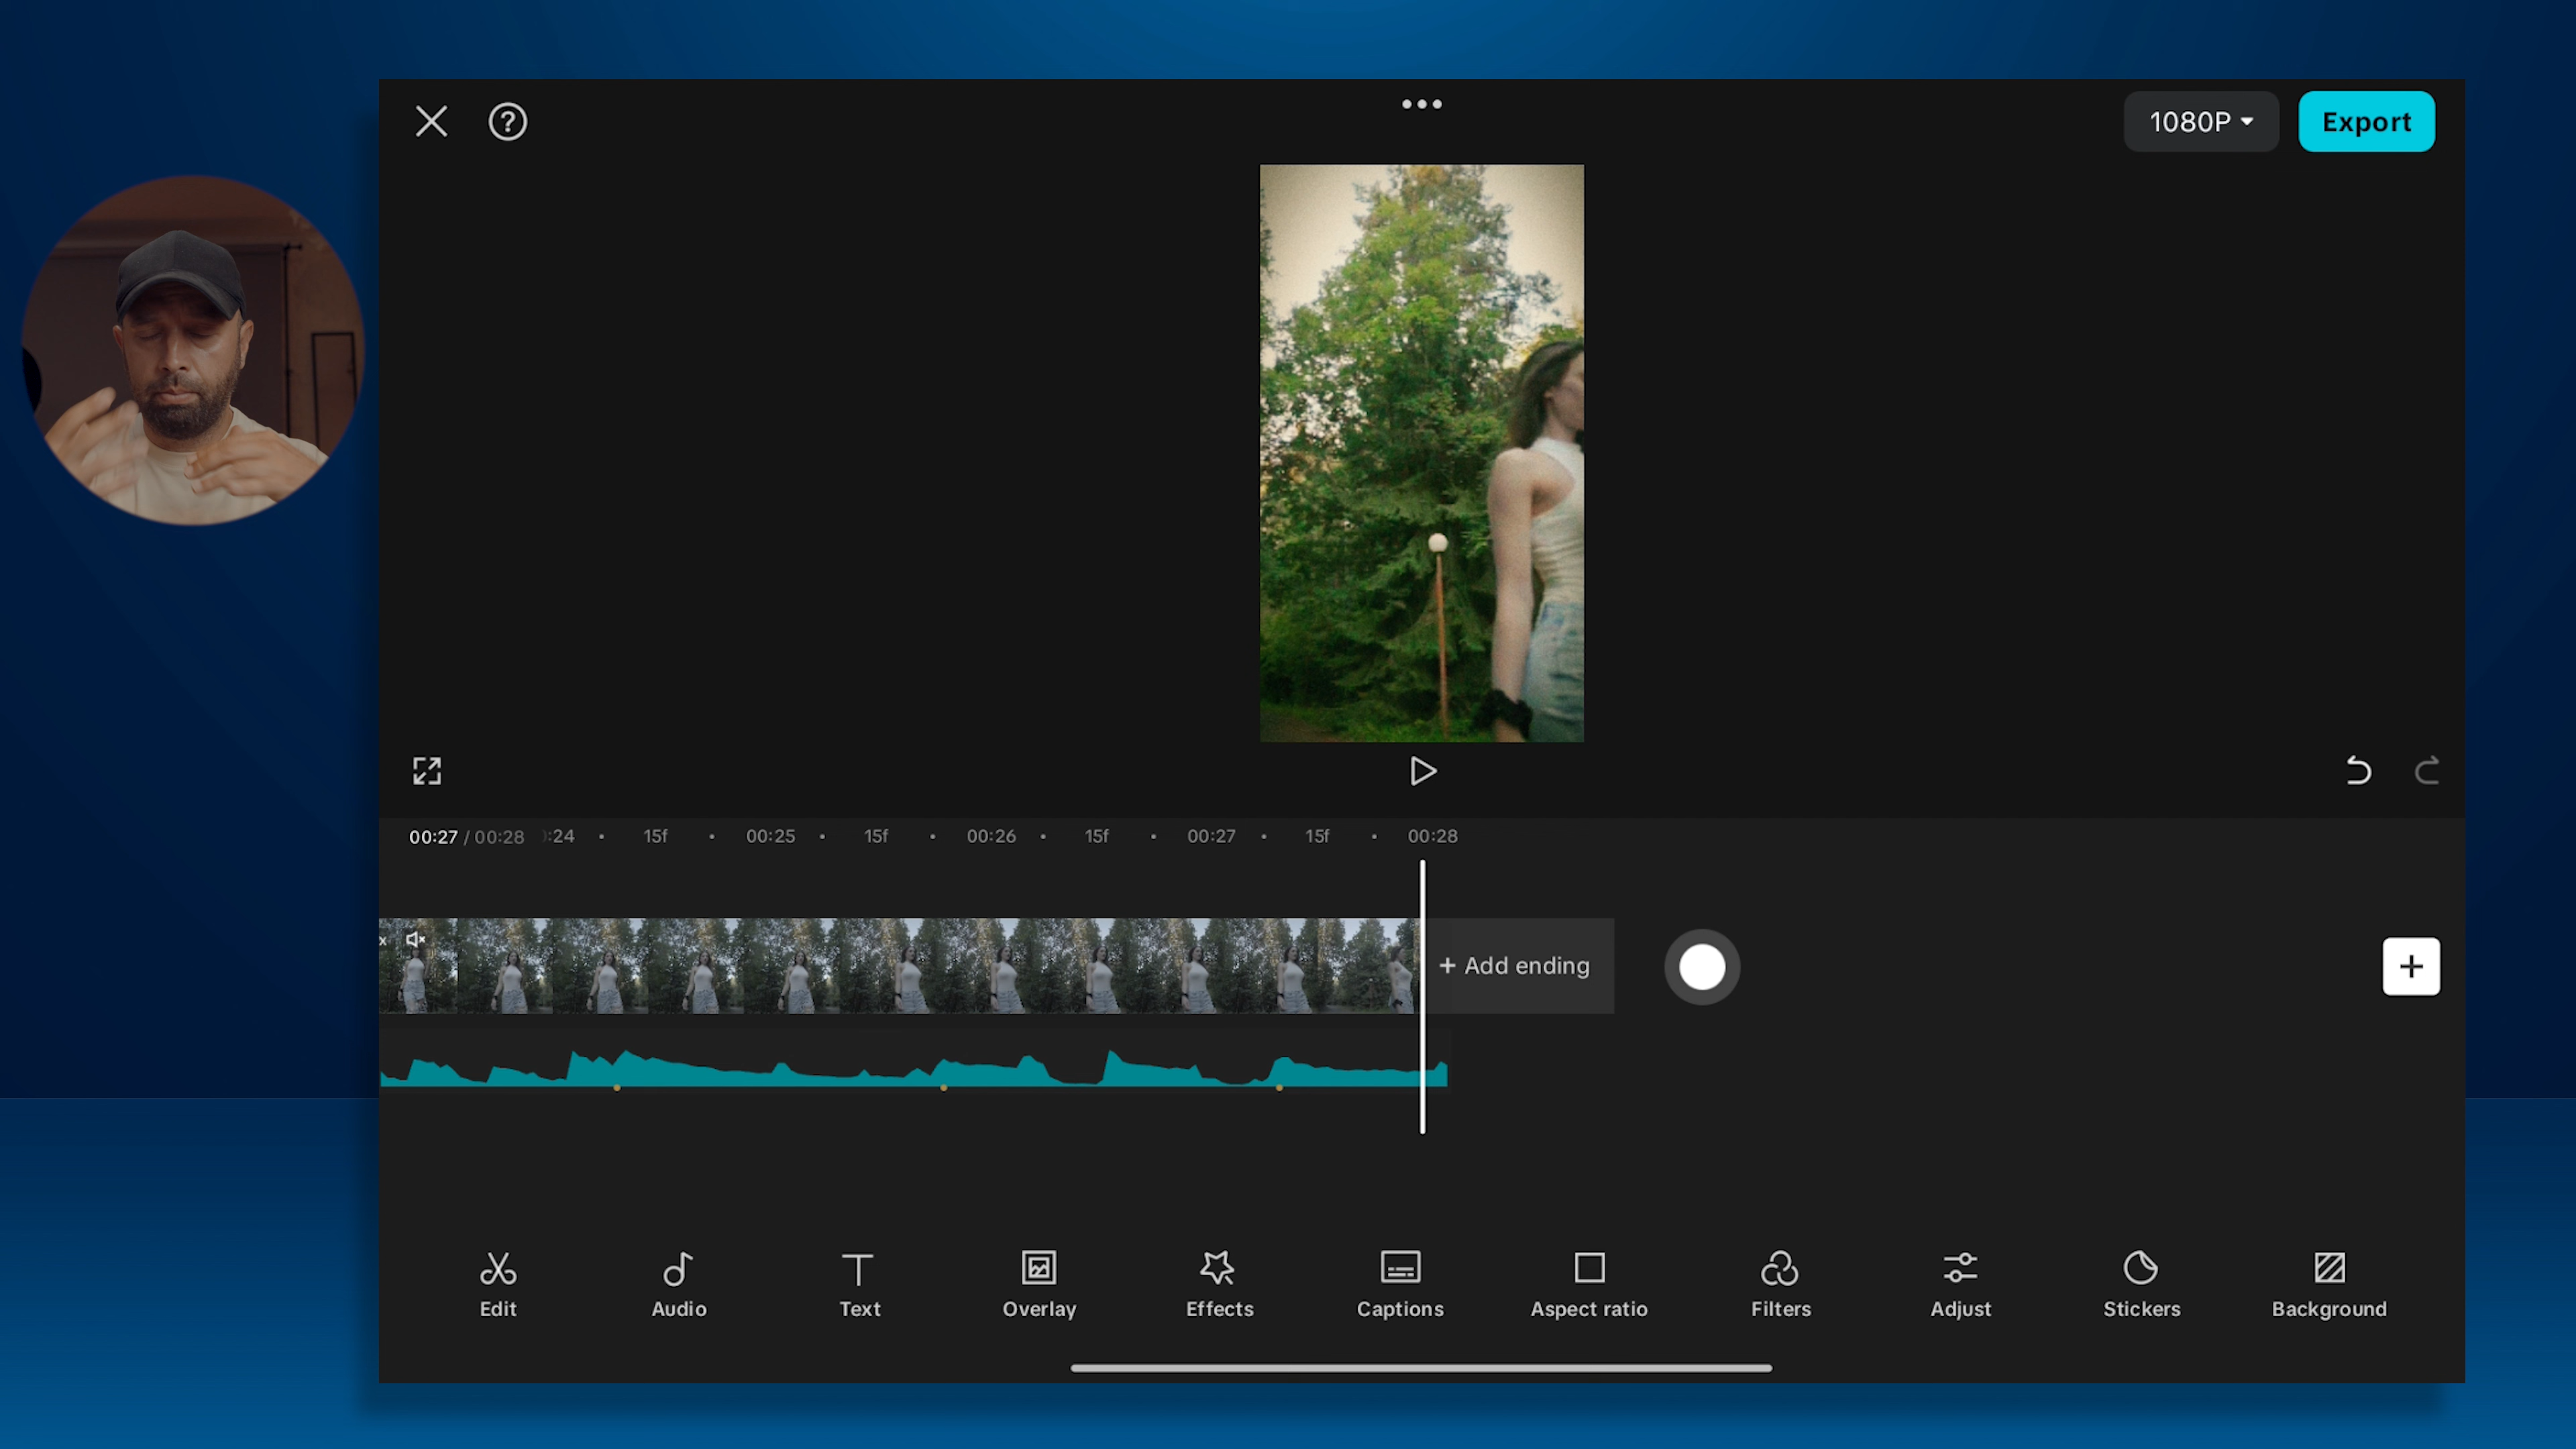 ?
1080P
Export
00:27 / 00:28
:24
15f
00:25
15f
00:26
15f
00:27
15f
00:28
+ Add ending
+
Edit
Audio
Text
Overlay
Effects
Captions
Aspect ratio
Filters
Adjust
Stickers
Background